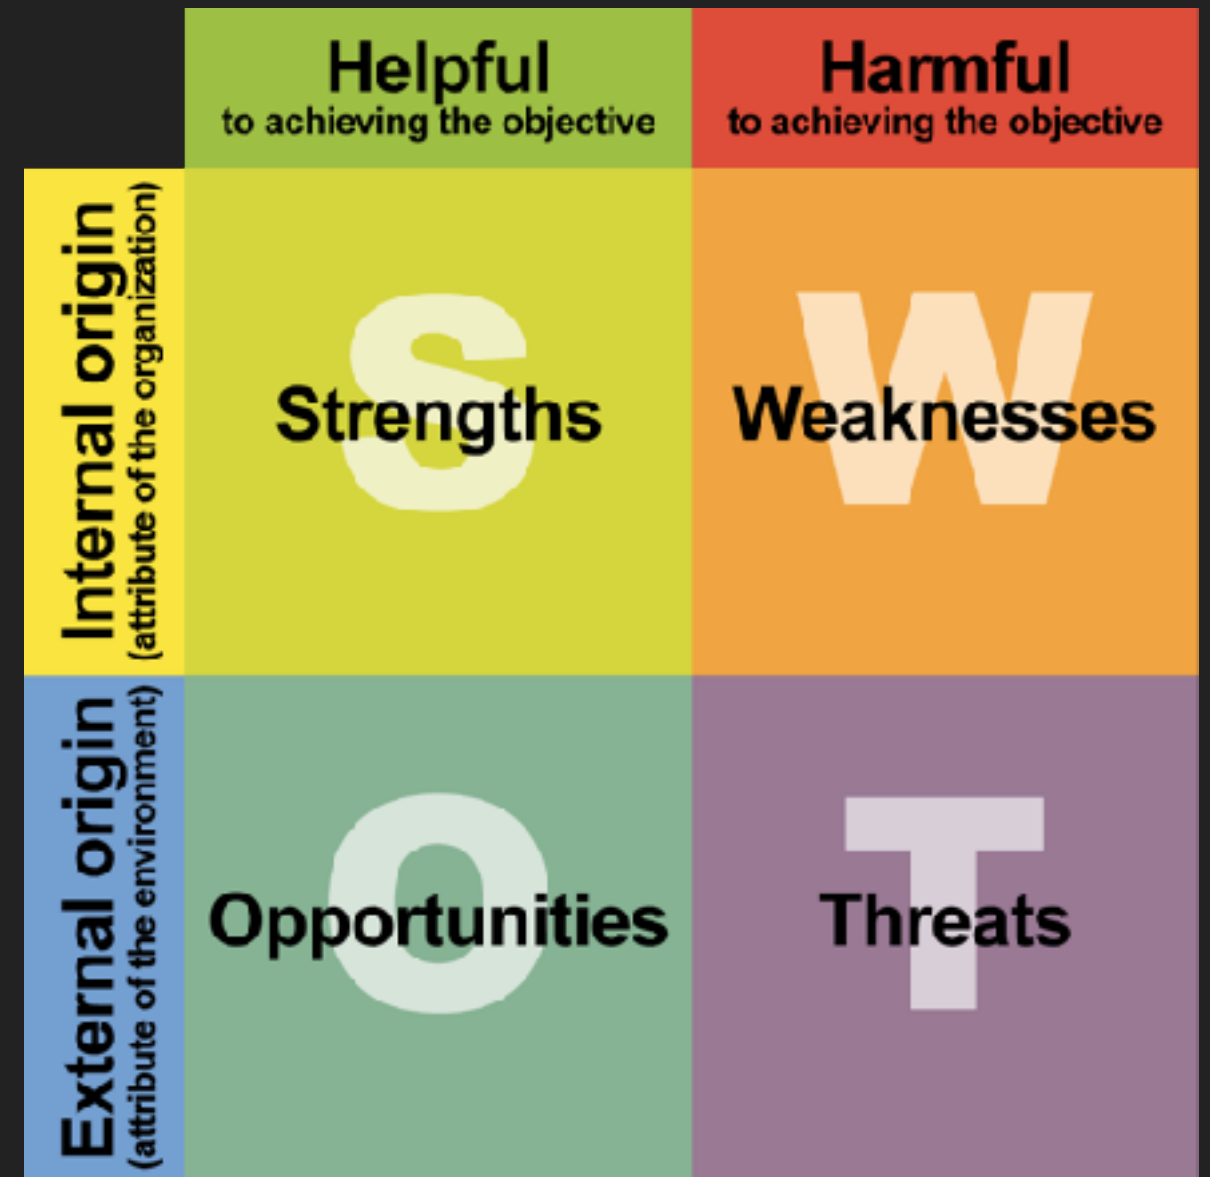 Helpful
to achieving the objective
Harmful
to achieving the objective
Internal origin
(attribute of the organization)
S
Strengths
W
Weaknesses
External origin
(attribute of the environment)
O
Opportunities
T
Threats